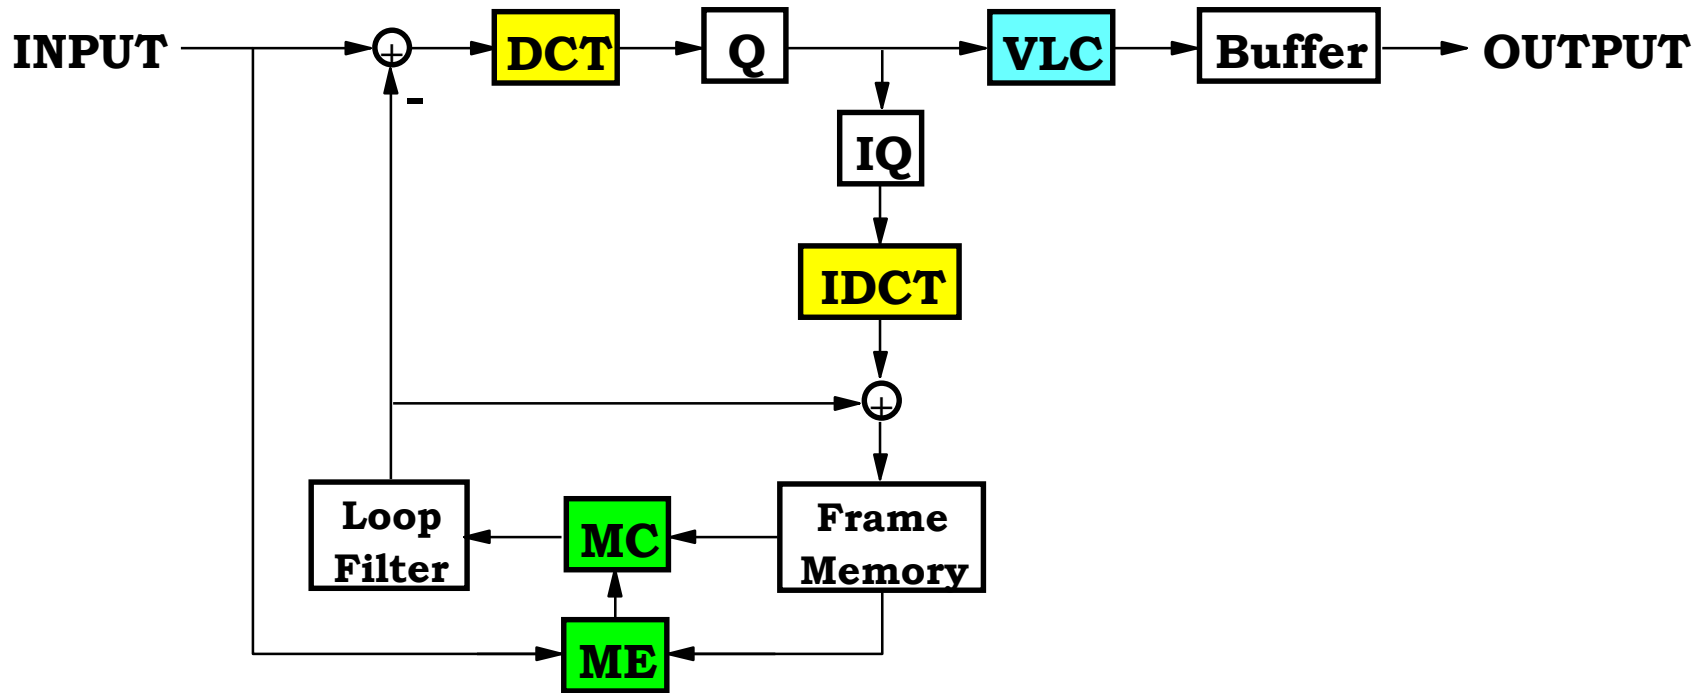 INPUT
+
DCT
Q
VLC
Buffer
OUTPUT
-
IQ
IDCT
+
Loop
Filter
MC
Frame
Memory
ME